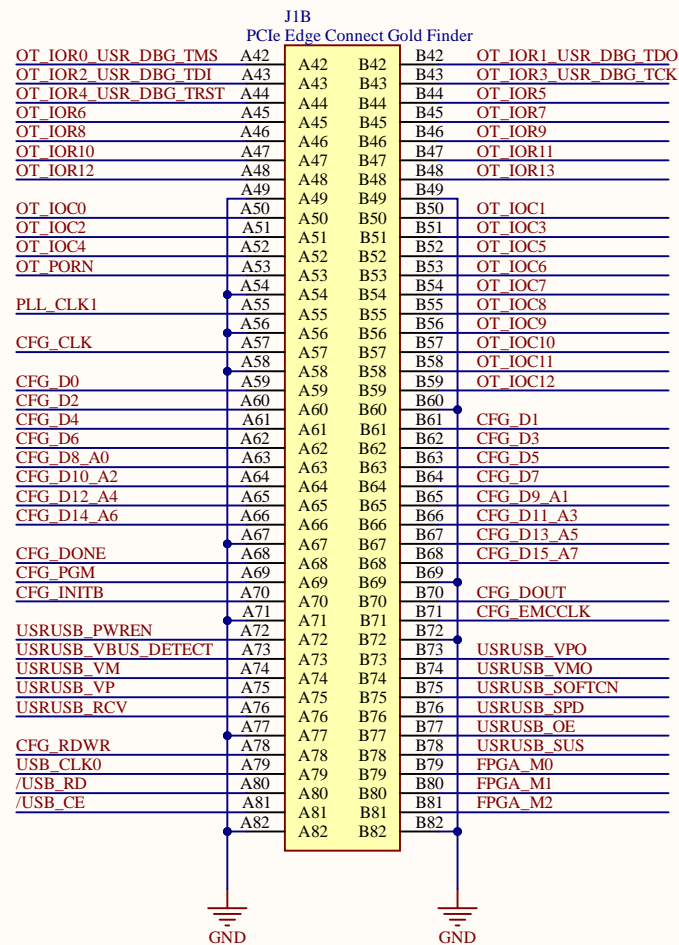 J1B
PCIe Edge Connect Gold Finder
OT_IOR0_USR_DBG_TMS A42 A42 B42 B42 OT_IOR1_USR_DBG_TDO
OT_IOR2_USR_DBG_TDI A43 A43 B43 B43 OT_IOR3_USR_DBG_TCK
OT_IOR4_USR_DBG_TRST A44 A44 B44 B44 OT_IOR5
OT_IOR6 A45 A45 B45 B45 OT_IOR7
OT_IOR8 A46 A46 B46 B46 OT_IOR9
OT_IOR10 A47 A47 B47 B47 OT_IOR11
OT_IOR12 A48 A48 B48 B48 OT_IOR13
A49 A49 B49 B49
OT_IOC0 A50 A50 B50 B50 OT_IOC1
OT_IOC2 A51 A51 B51 B51 OT_IOC3
OT_IOC4 A52 A52 B52 B52 OT_IOC5
OT_PORN A53 A53 B53 B53 OT_IOC6
A54 A54 B54 B54 OT_IOC7
PLL_CLK1 A55 A55 B55 B55 OT_IOC8
A56 A56 B56 B56 OT_IOC9
CFG_CLK A57 A57 B57 B57 OT_IOC10
A58 A58 B58 B58 OT_IOC11
CFG_D0 A59 A59 B59 B59 OT_IOC12
CFG_D2 A60 A60 B60 B60
CFG_D4 A61 A61 B61 B61 CFG_D1
CFG_D6 A62 A62 B62 B62 CFG_D3
CFG_D8_A0 A63 A63 B63 B63 CFG_D5
CFG_D10_A2 A64 A64 B64 B64 CFG_D7
CFG_D12_A4 A65 A65 B65 B65 CFG_D9_A1
CFG_D14_A6 A66 A66 B66 B66 CFG_D11_A3
A67 A67 B67 B67 CFG_D13_A5
CFG_DONE A68 A68 B68 B68 CFG_D15_A7
CFG_PGM A69 A69 B69 B69
CFG_INITB A70 A70 B70 B70 CFG_DOUT
A71 A71 B71 B71 CFG_EMCCLK
USRUSB_PWREN A72 A72 B72 B72
USRUSB_VBUS_DETECT A73 A73 B73 B73 USRUSB_VPO
USRUSB_VM A74 A74 B74 B74 USRUSB_VMO
USRUSB_VP A75 A75 B75 B75 USRUSB_SOFTCN
USRUSB_RCV A76 A76 B76 B76 USRUSB_SPD
A77 A77 B77 B77 USRUSB_OE
CFG_RDWR A78 A78 B78 B78 USRUSB_SUS
USB_CLK0 A79 A79 B79 B79 FPGA_M0
/USB_RD A80 A80 B80 B80 FPGA_M1
/USB_CE A81 A81 B81 B81 FPGA_M2
A82 A82 B82 B82
GND GND